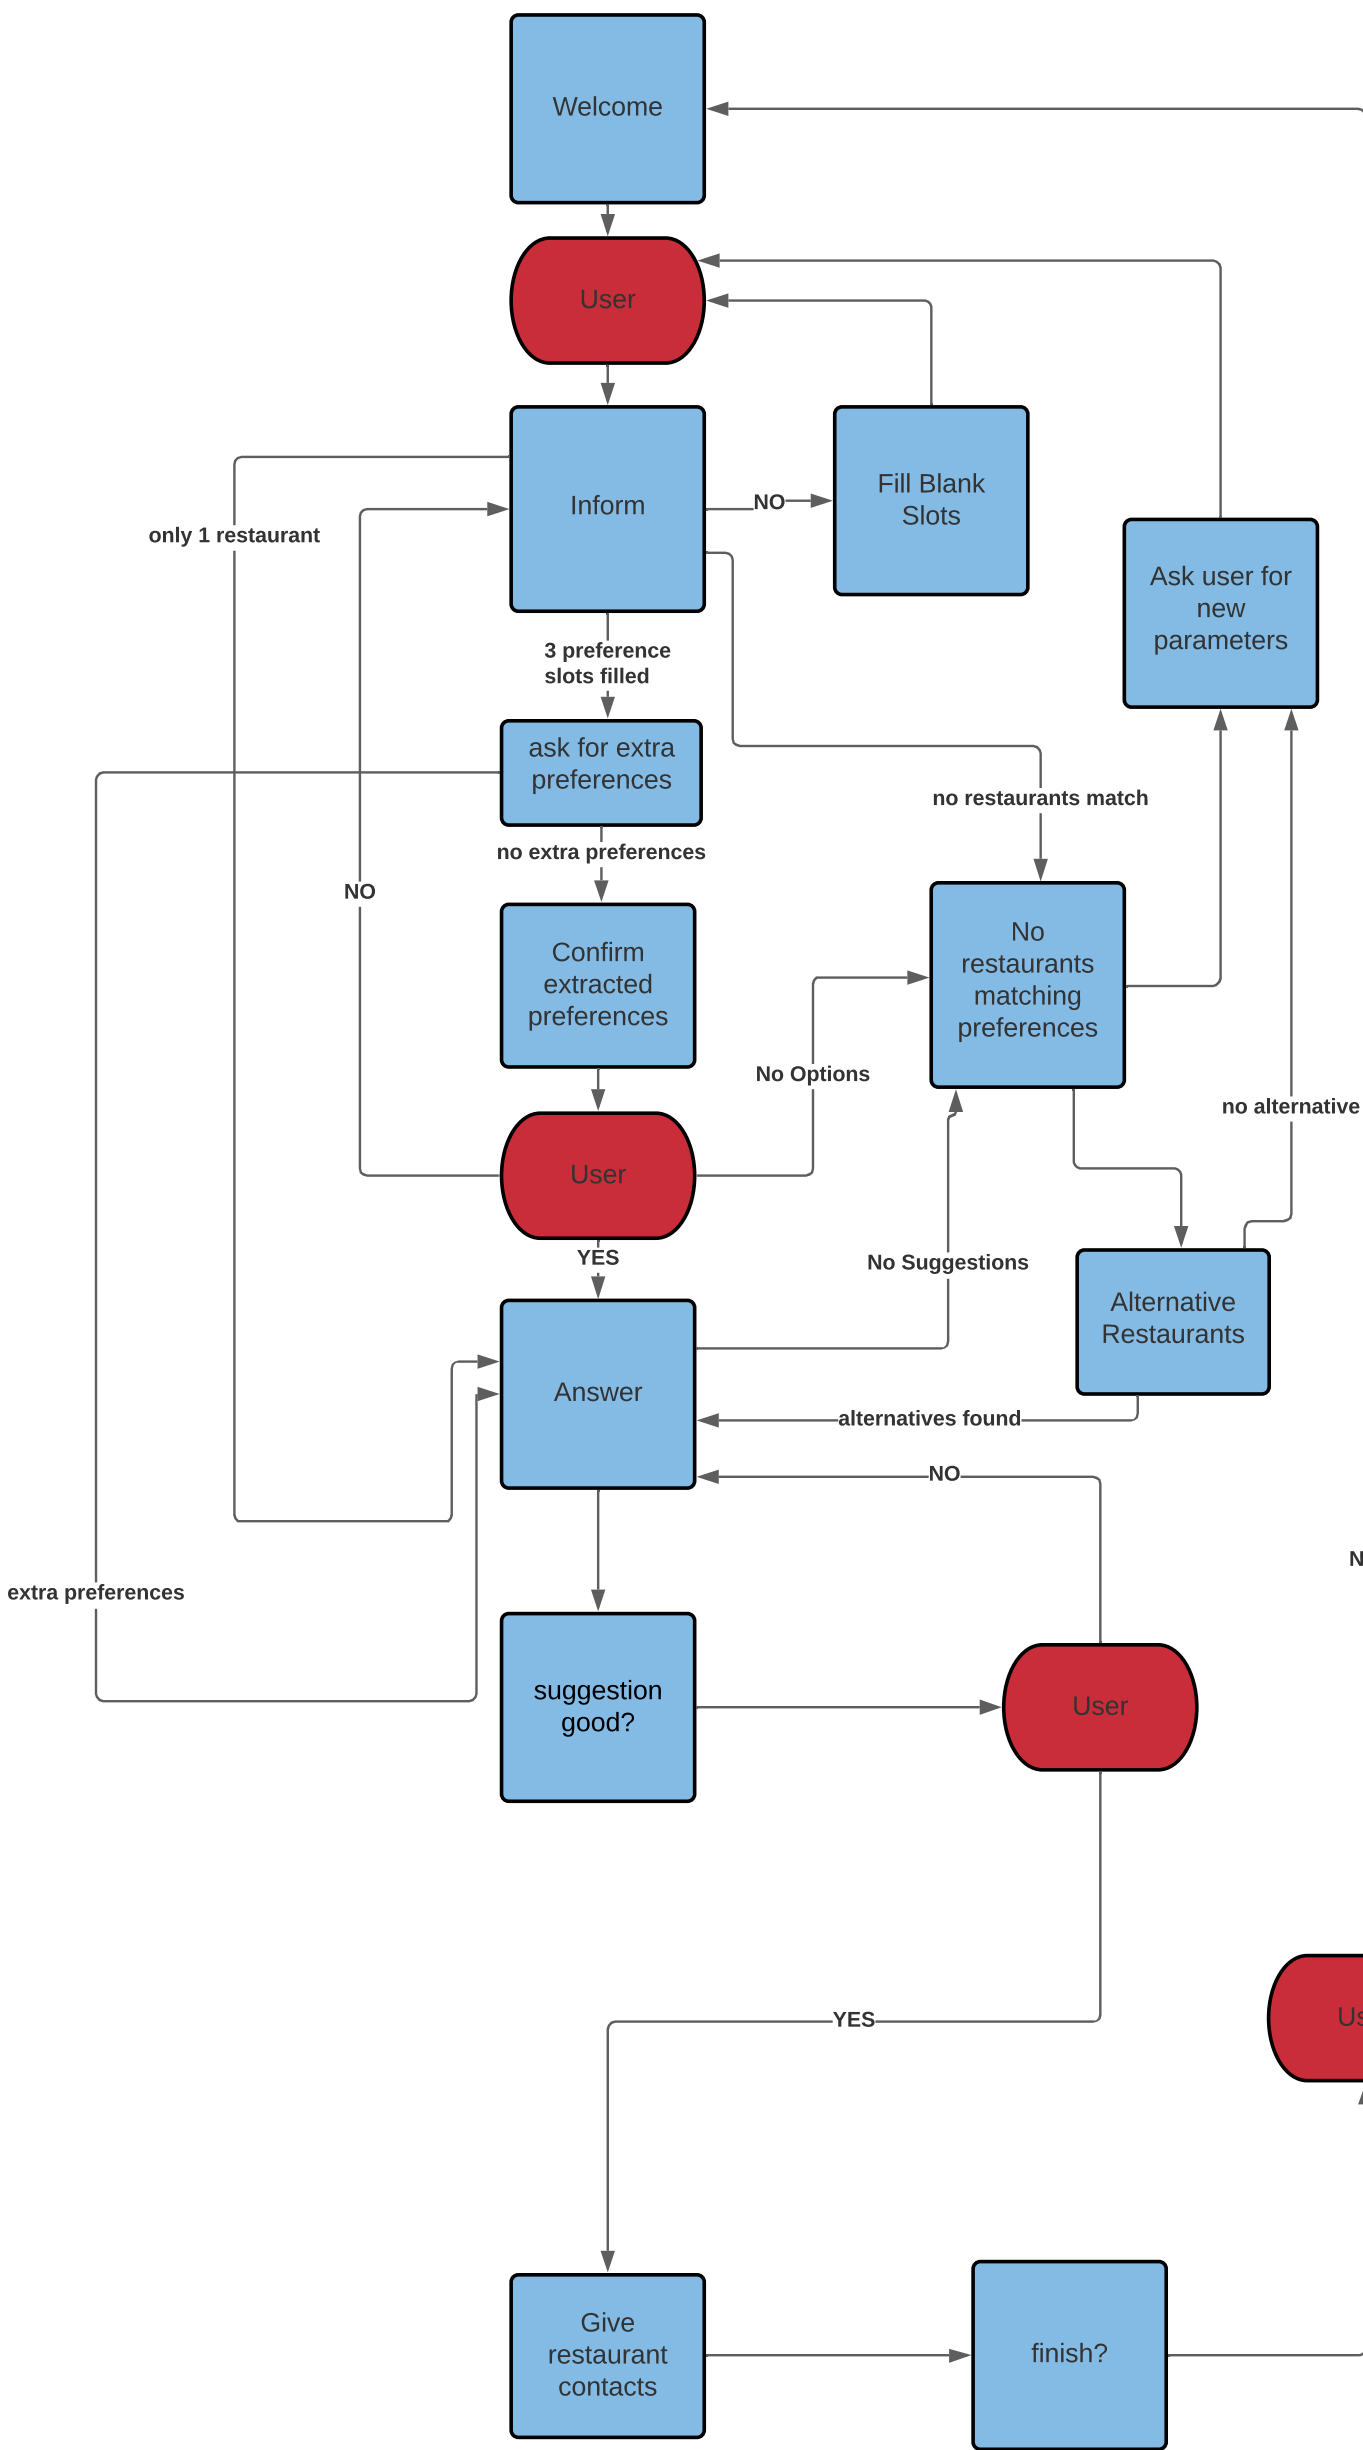 Welcome
User
Inform
NO
Fill Blank
Slots
only 1 restaurant
Ask user for
new
parameters
3 preference
slots filled
ask for extra
preferences
no restaurants match
no extra preferences
NO
Confirm
extracted
preferences
No
restaurants
matching
preferences
No Options
no alternative
User
YES
No Suggestions
Alternative
Restaurants
Answer
alternatives found
NO
extra preferences
suggestion
good?
User
YES
Give
restaurant
contacts
finish?